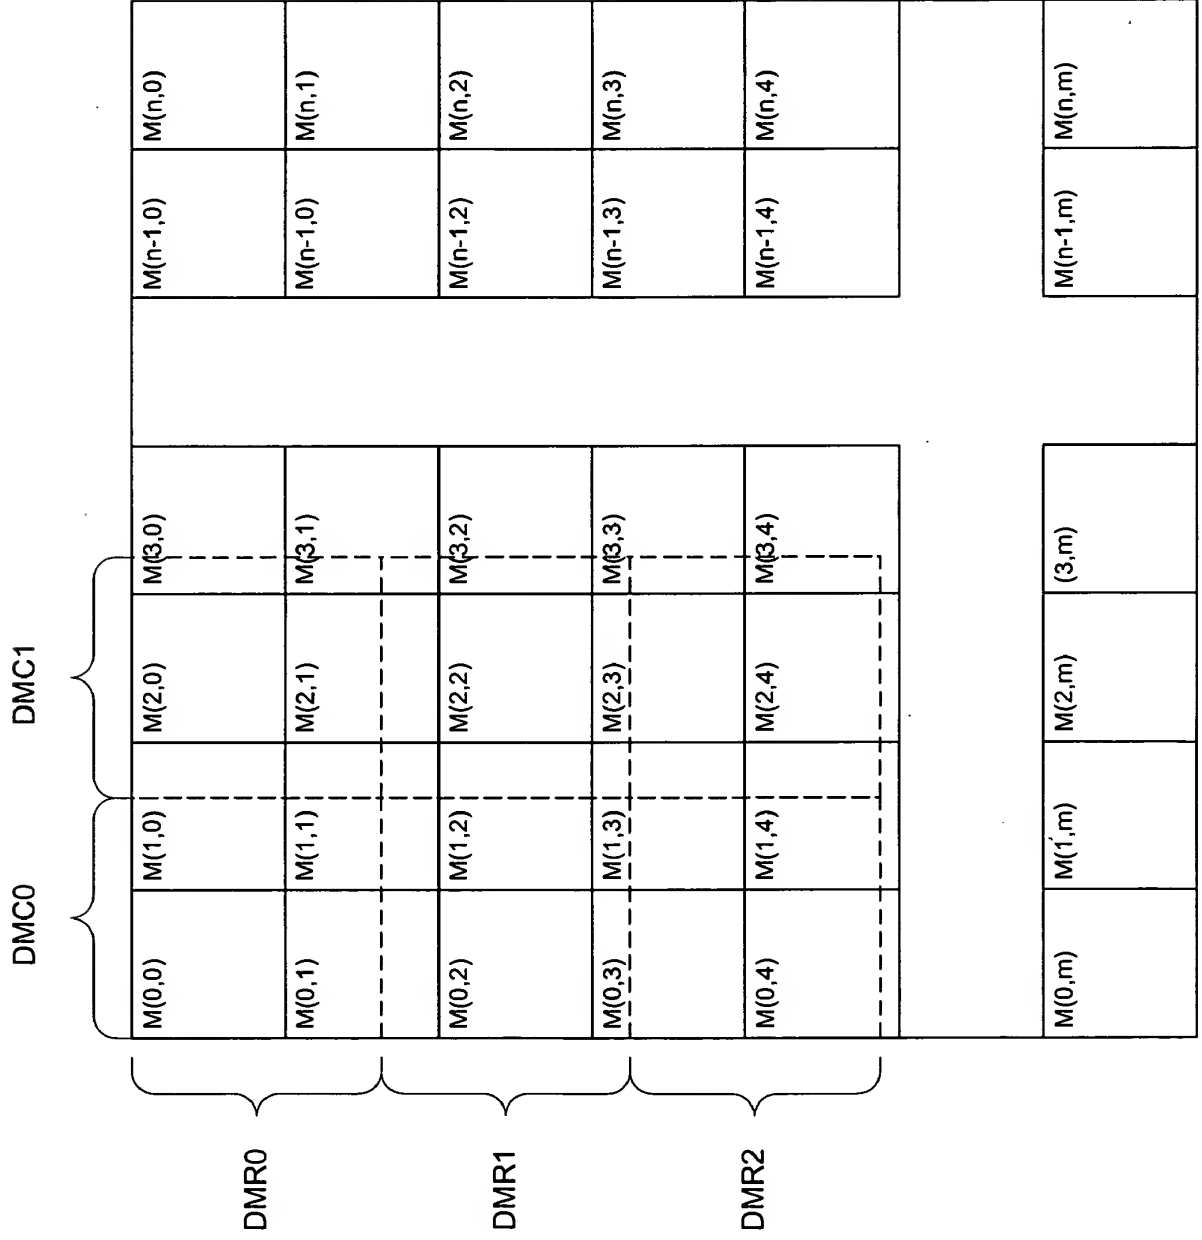 DMC0 DMC1
M(0,0) M(1,0) M(2,0) M(3,0) M(n-1,0) M(n,0)
DMR0
M(0,1) M(1,1) M(2,1) M(3,1) M(n-1,0) M(n,1)
M(0,2) M(1,2) M(2,2) M(3,2) M(n-1,2) M(n,2)
DMR1
M(0,3) M(1,3) M(2,3) M(3,3) M(n-1,3) M(n,3)
DMR2
M(0,4) M(1,4) M(2,4) M(3,4) M(n-1,4) M(n,4)
M(0,m) M(1,m) M(2,m) (3,m) M(n-1,m) M(n,m)